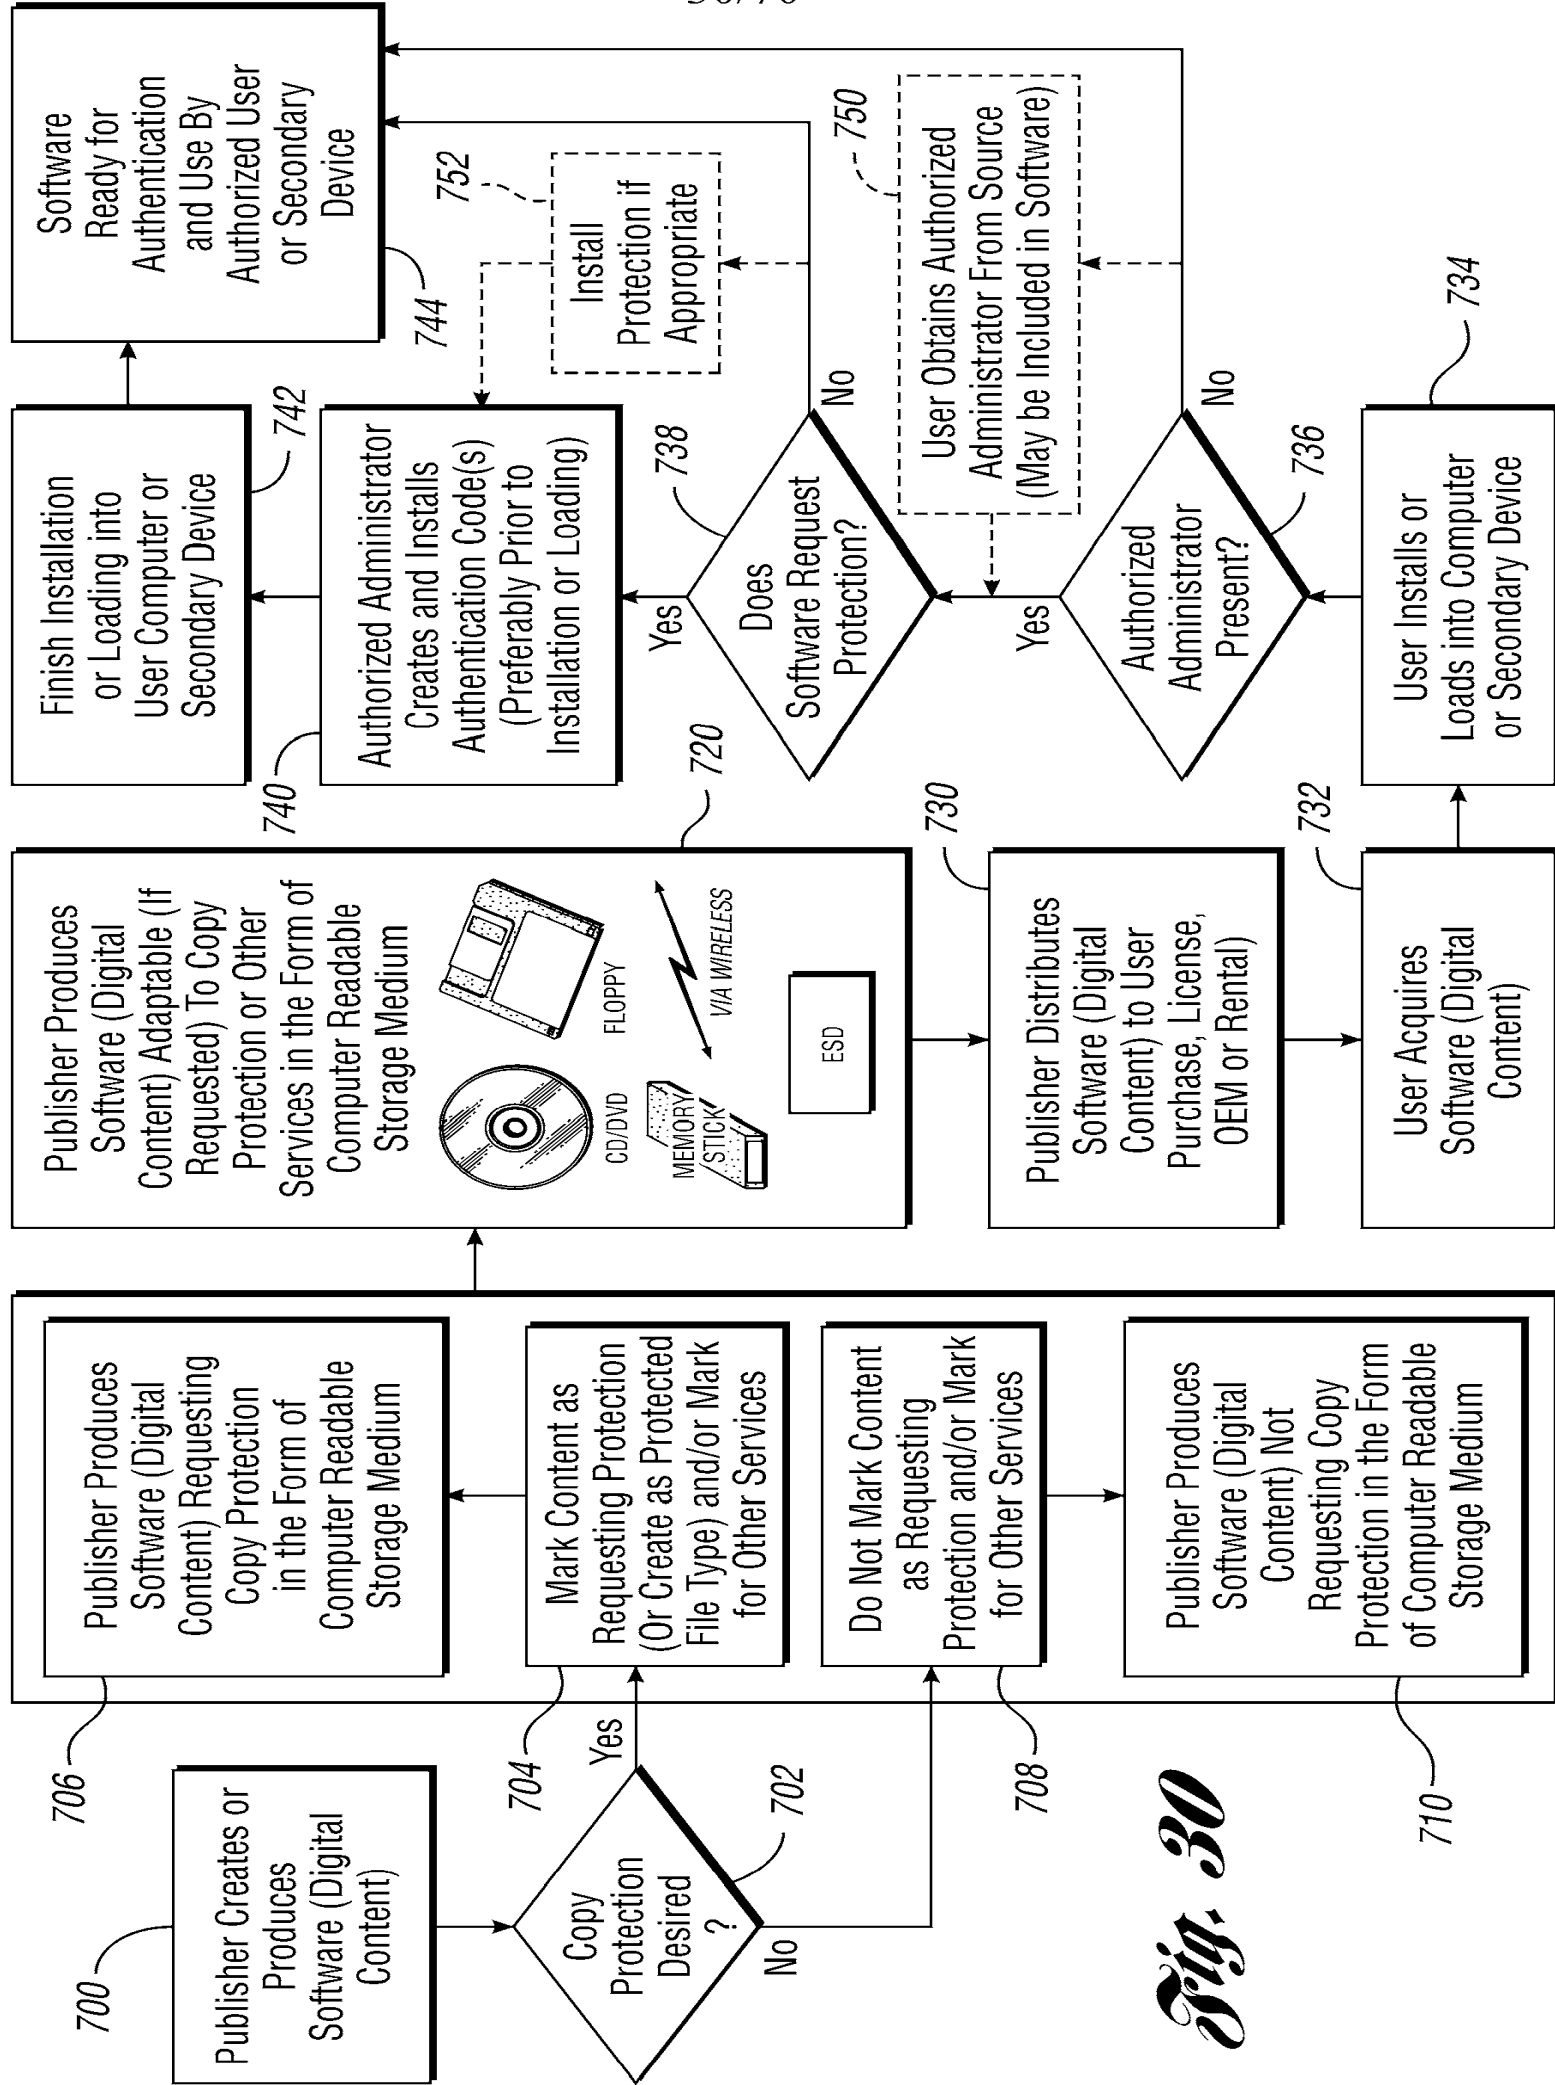 700
Publisher Creates or
Produces
Software (Digital
Content)
Copy
Protection
Desired
?
702
Yes
No
706
Publisher Produces
Software (Digital
Content) Requesting
Copy Protection
in the Form of
Computer Readable
Storage Medium
704
Mark Content as
Requesting Protection
(Or Create as Protected
File Type) and/or Mark
for Other Services
708
Do Not Mark Content
as Requesting
Protection and/or Mark
for Other Services
710
Publisher Produces
Software (Digital
Content) Not
Requesting Copy
Protection in the Form
of Computer Readable
Storage Medium
Publisher Produces
Software (Digital
Content) Adaptable (If
Requested) To Copy
Protection or Other
Services in the Form of
Computer Readable
Storage Medium
720
CD/DVD
FLOPPY
MEMORY
STICK
VIA WIRELESS
ESD
730
Publisher Distributes
Software (Digital
Content) to User
Purchase, License,
OEM or Rental)
732
User Acquires
Software (Digital
Content)
734
User Installs or
Loads into Computer
or Secondary Device
736
Authorized
Administrator
Present?
Yes
No
750
User Obtains Authorized
Administrator From Source
(May be Included in Software)
738
Does
Software Request
Protection?
Yes
No
752
Install
Protection if
Appropriate
740
Authorized Administrator
Creates and Installs
Authentication Code(s)
(Preferably Prior to
Installation or Loading)
742
Finish Installation
or Loading into
User Computer or
Secondary Device
744
Software
Ready for
Authentication
and Use By
Authorized User
or Secondary
Device
Fig. 30